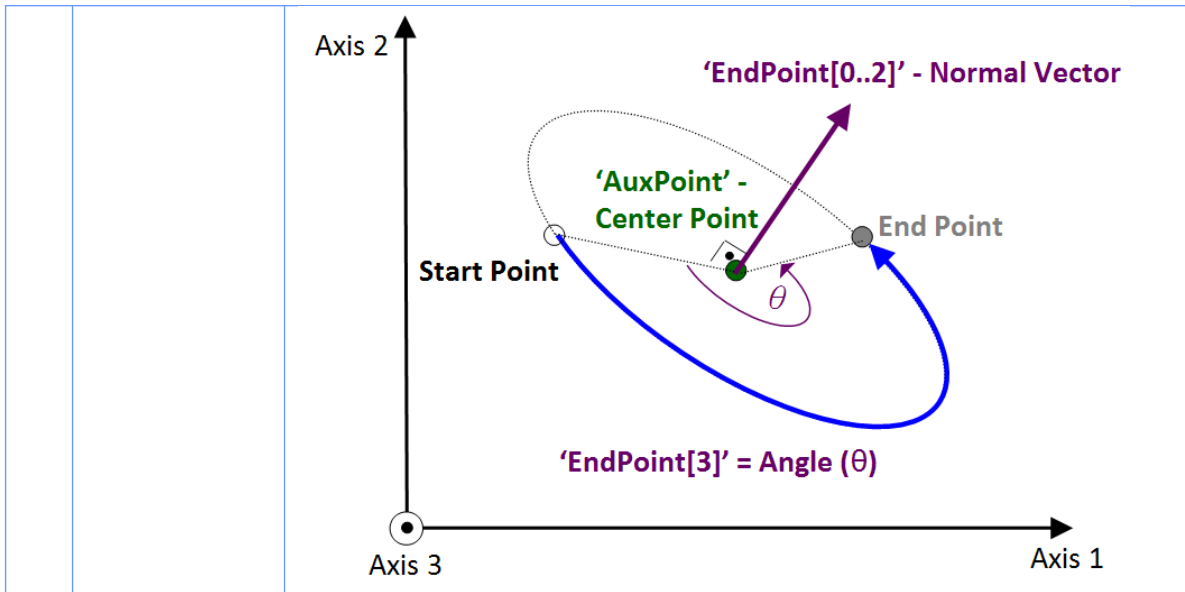 Axis 2
‘EndPoint[0..2]’ - Normal Vector
‘AuxPoint’ -
Center Point
End Point
Start Point
θ
‘EndPoint[3]’ = Angle (θ)
Axis 3
Axis 1